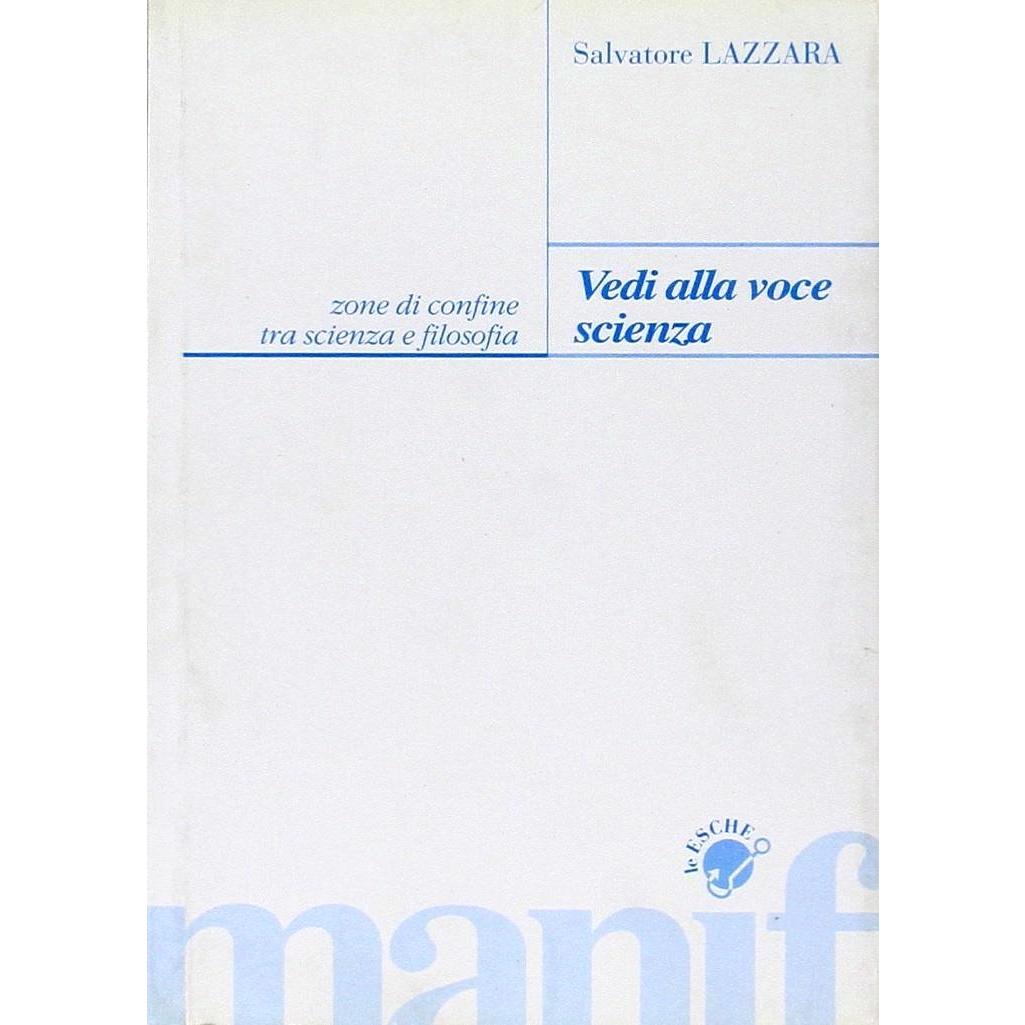 Salvatore LAZZARA
Vedi alla voce
scienza
zone di confine
tra scienza e filosofia
le ESCHE
manif